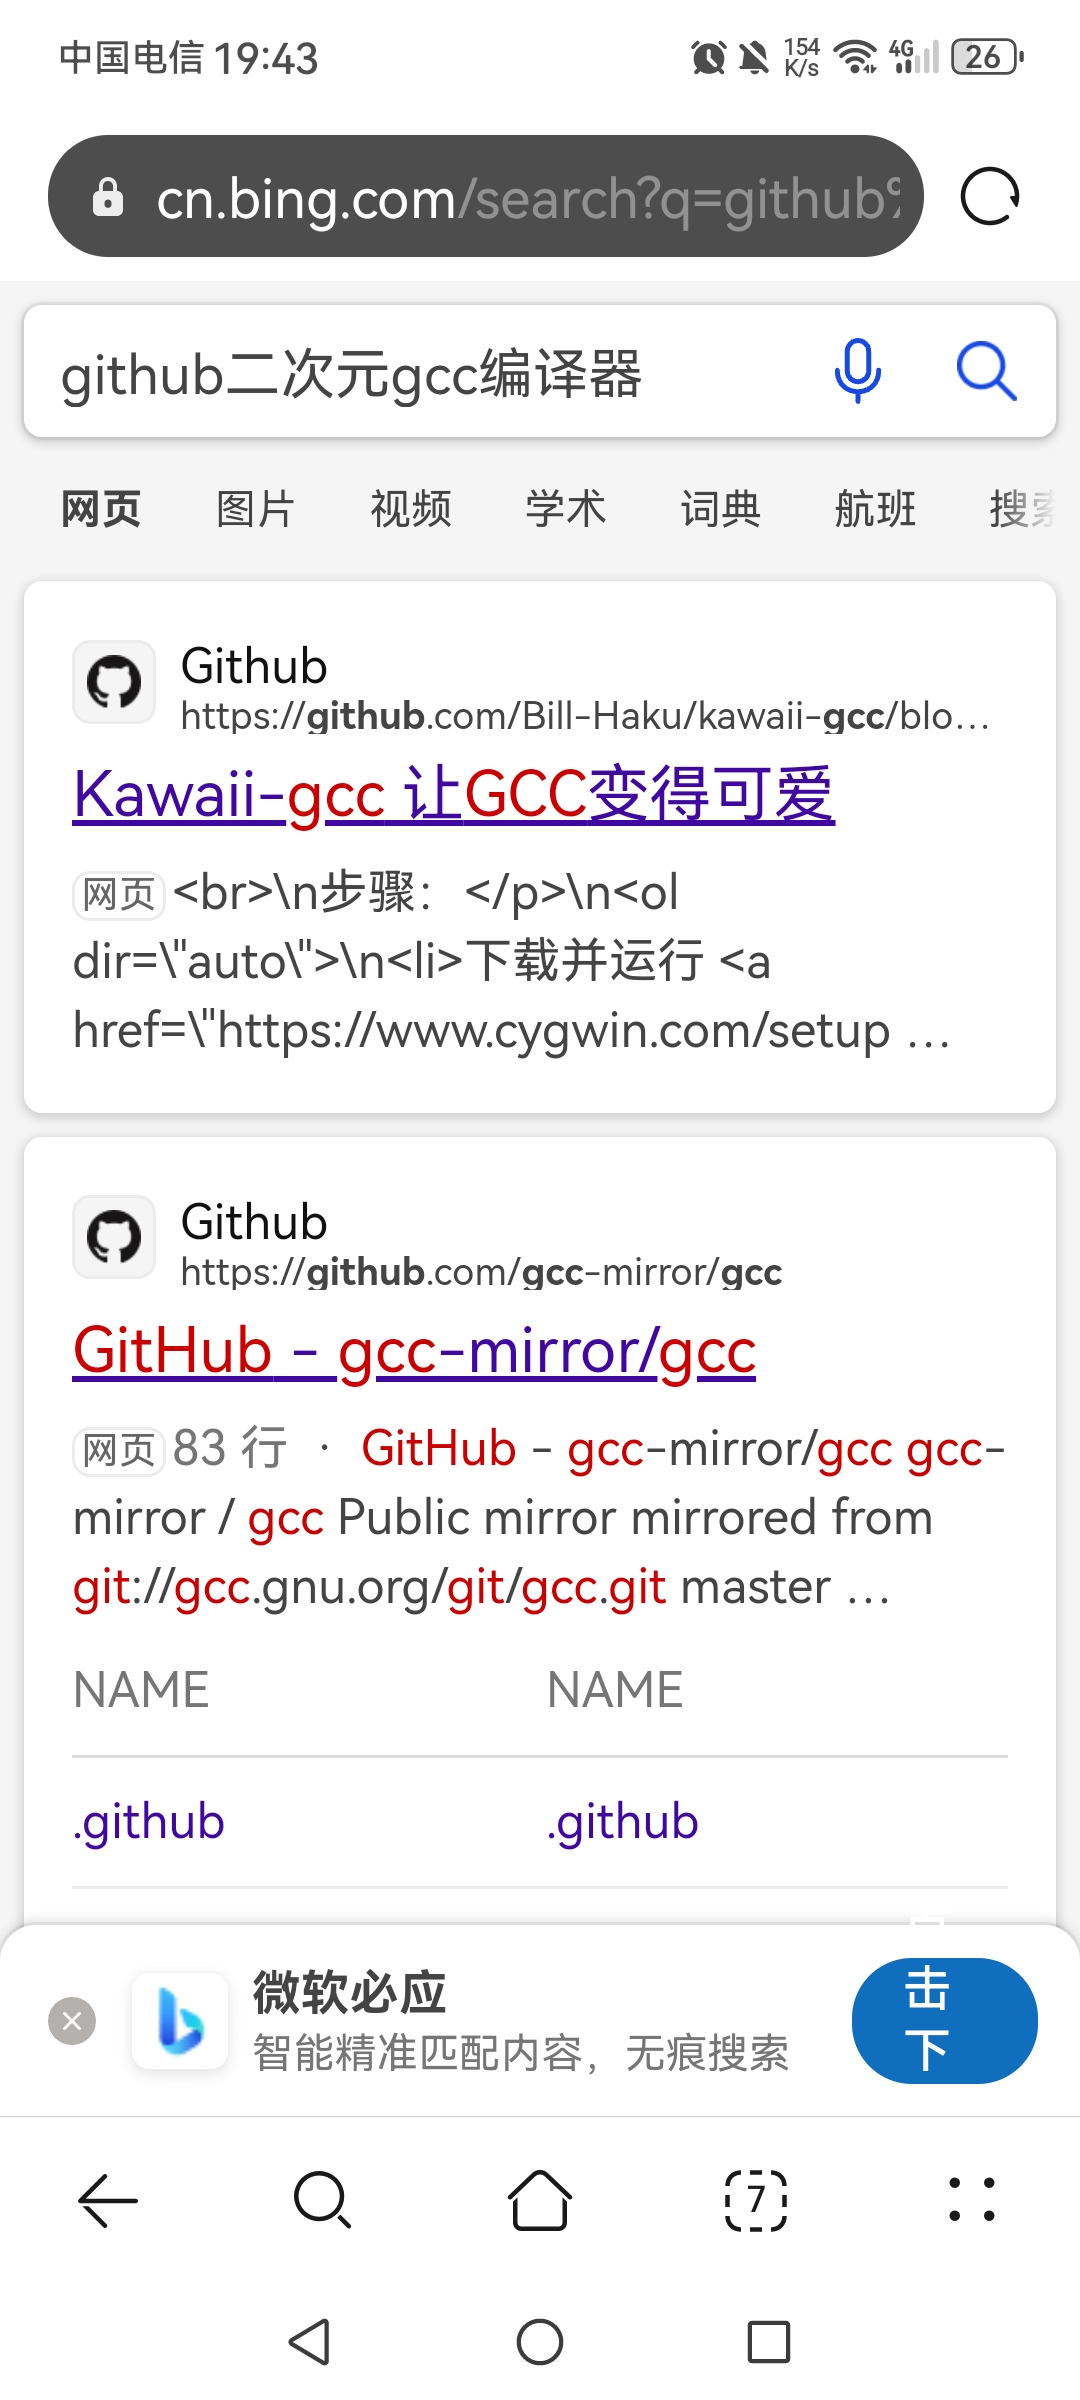 中国电信 19:43
154 K/s
4G
26
cn.bing.com/search?q=github%
github二次元gcc编译器
网页 图片 视频 学术 词典 航班 搜索
Github
https://github.com/Bill-Haku/kawaii-gcc/blo...
Kawaii-gcc 让GCC变得可爱
网页 <br>\n步骤：</p>\n<ol
dir=\"auto\">\n<li>下载并运行 <a
href=\"https://www.cygwin.com/setup ...
Github
https://github.com/gcc-mirror/gcc
GitHub - gcc-mirror/gcc
网页 83 行 · GitHub - gcc-mirror/gcc gcc-
mirror / gcc Public mirror mirrored from
git://gcc.gnu.org/git/gcc.git master ...
NAME NAME
.github .github
微软必应
智能精准匹配内容，无痕搜索
击
下
7